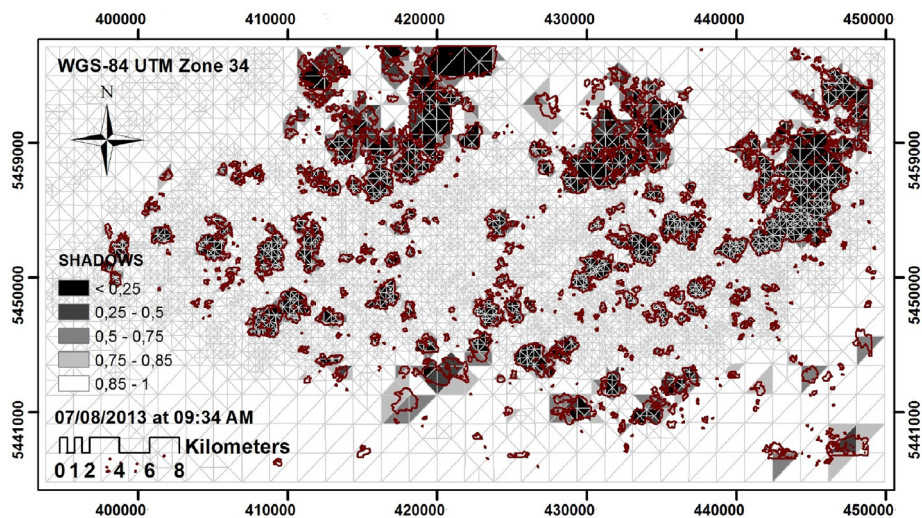 400000 410000 420000 430000 440000 450000
WGS-84 UTM Zone 34
N
5459000 5459000
SHADOWS
< 0,25
5450000 5450000
0,25 - 0,5
0,5 - 0,75
0,75 - 0,85
0,85 - 1
07/08/2013 at 09:34 AM
5441000 5441000
Kilometers
0 1 2 4 6 8
400000 410000 420000 430000 440000 450000